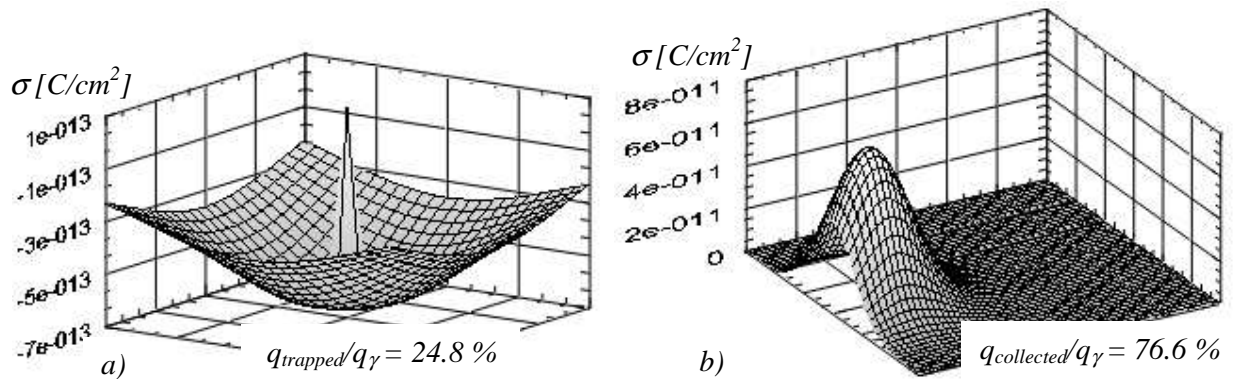 σ [C/cm²]
1e-013
-1e-013
-3e-013
-5e-013
-7e-013
a)
q_trapped/q_γ = 24.8 %
σ [C/cm²]
8e-011
6e-011
4e-011
2e-011
0
b)
q_collected/q_γ = 76.6 %